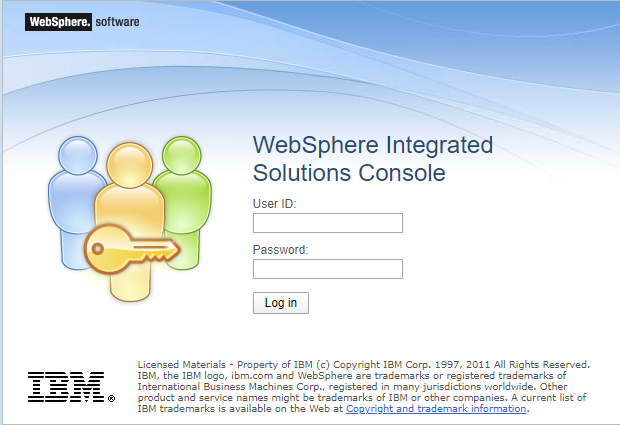 WebSphere. software
WebSphere Integrated
Solutions Console
User ID:
Password:
Log in
Licensed Materials - Property of IBM (c) Copyright IBM Corp. 1997, 2011 All Rights Reserved.
IBM, the IBM logo, ibm.com and WebSphere are trademarks or registered trademarks of
International Business Machines Corp., registered in many jurisdictions worldwide. Other
product and service names might be trademarks of IBM or other companies. A current list of
IBM trademarks is available on the Web at Copyright and trademark information.
IBM®